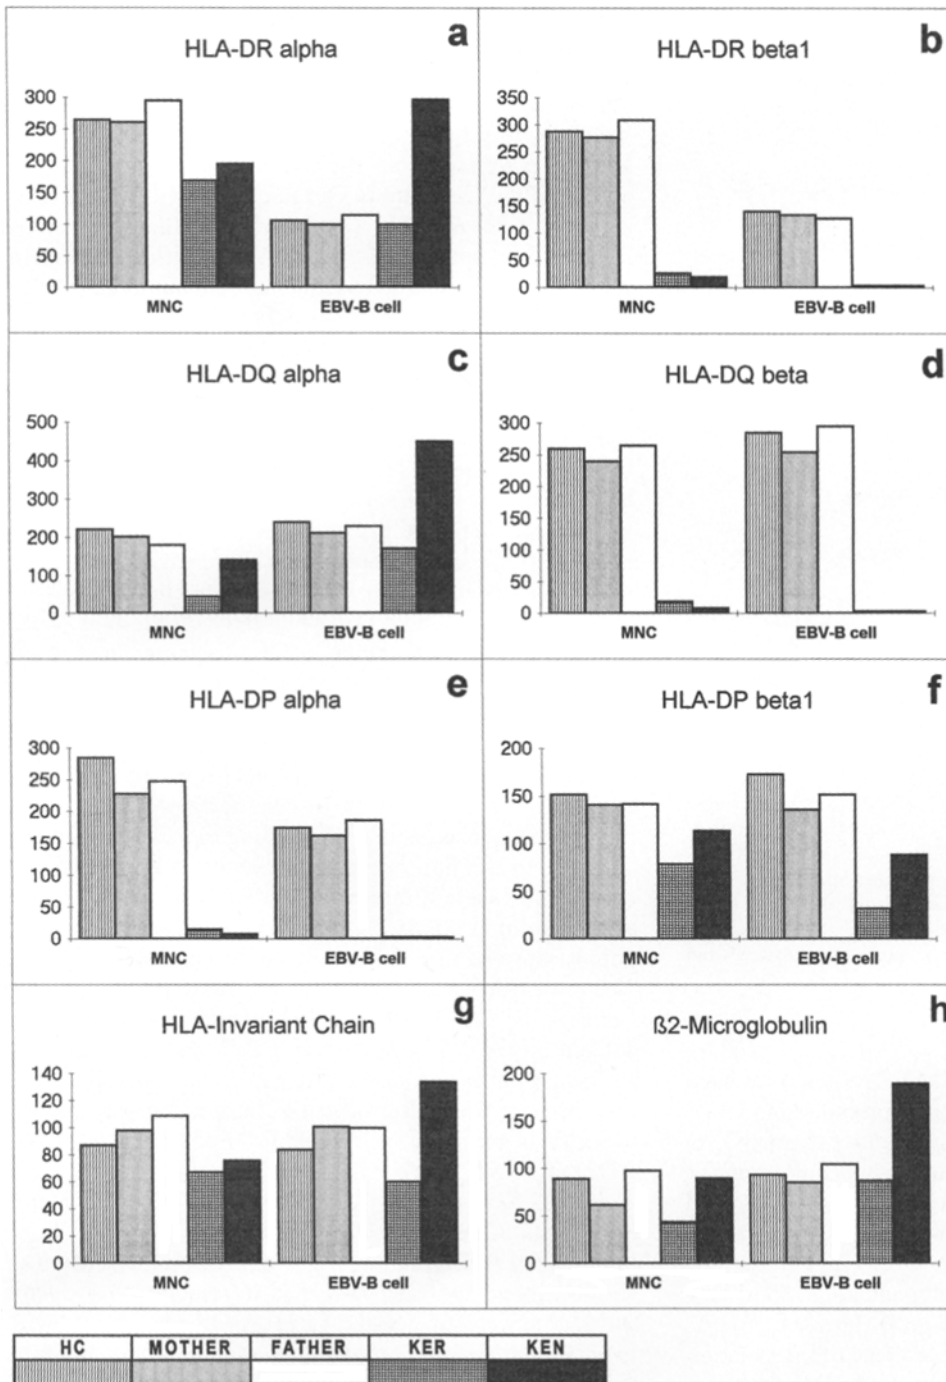 a
HLA-DR alpha
300
250
200
150
100
50
0
MNC EBV-B cell
b
HLA-DR beta1
350
300
250
200
150
100
50
0
MNC EBV-B cell
c
HLA-DQ alpha
500
400
300
200
100
0
MNC EBV-B cell
d
HLA-DQ beta
300
250
200
150
100
50
0
MNC EBV-B cell
e
HLA-DP alpha
300
250
200
150
100
50
0
MNC EBV-B cell
f
HLA-DP beta1
200
150
100
50
0
MNC EBV-B cell
g
HLA-Invariant Chain
140
120
100
80
60
40
20
0
MNC EBV-B cell
h
ß2-Microglobulin
200
150
100
50
0
MNC EBV-B cell
HC MOTHER FATHER KER KEN